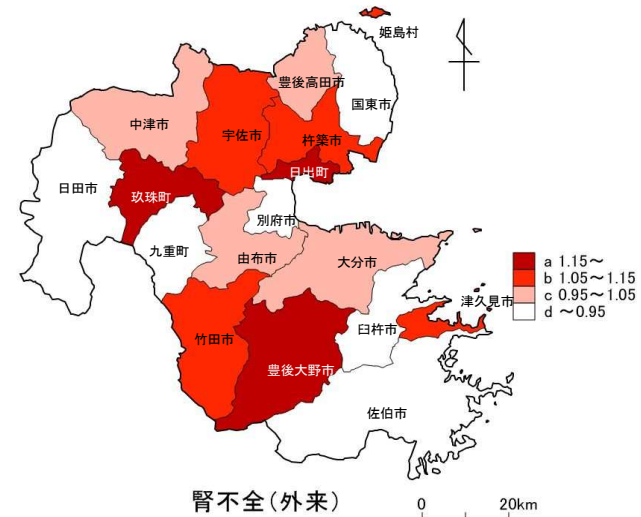 姫島村
豊後高田市
国東市
中津市
宇佐市
杵築市
日出町
日田市
玖珠町
別府市
九重町
由布市
大分市
a 1.15～
b 1.05～1.15
c 0.95～1.05
d ～0.95
津久見市
臼杵市
竹田市
豊後大野市
佐伯市
腎不全(外来)
0 20km